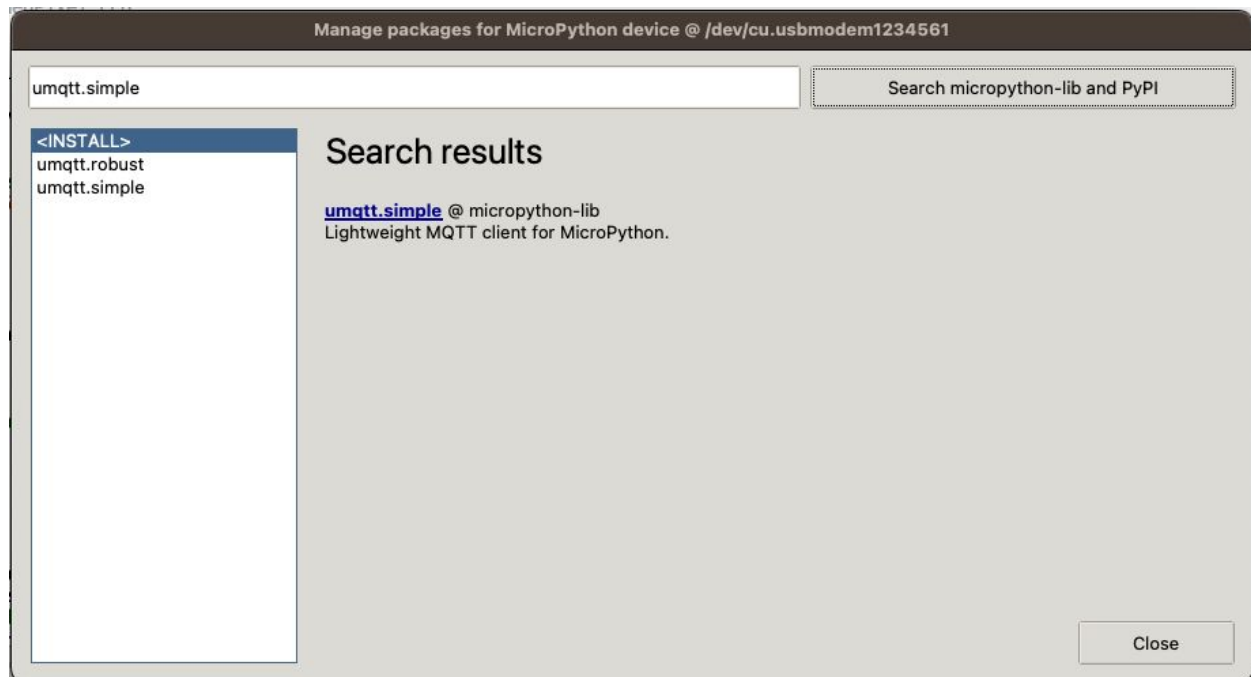 Manage packages for MicroPython device @ /dev/cu.usbmodem1234561
umqtt.simple
Search micropython-lib and PyPI
<INSTALL>
umqtt.robust
umqtt.simple
Search results
umqtt.simple @ micropython-lib
Lightweight MQTT client for MicroPython.
Close